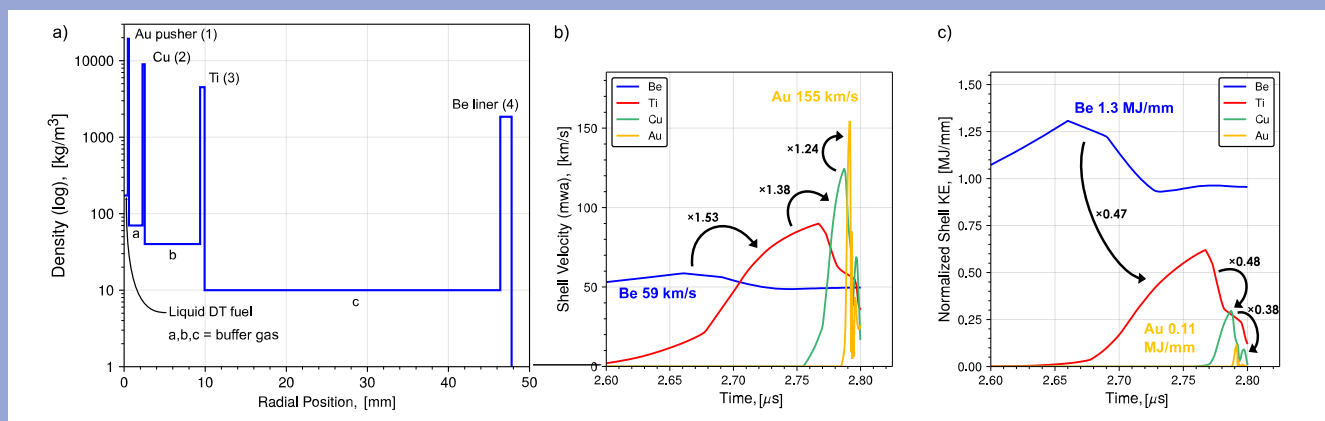 a)
Au pusher (1)
Cu (2)
Ti (3)
Be liner (4)
Density (log), [kg/m³]
10000
1000
100
10
1
a
b
c
Liquid DT fuel
a,b,c = buffer gas
0 10 20 30 40 50
Radial Position, [mm]
b)
Be
Ti
Cu
Au
Au 155 km/s
×1.24
×1.38
×1.53
Be 59 km/s
Shell Velocity (mwa), [km/s]
150
100
50
0
2.60 2.65 2.70 2.75 2.80
Time, [μs]
c)
Be
Ti
Cu
Au
Be 1.3 MJ/mm
×0.47
×0.48
×0.38
Au 0.11
MJ/mm
Normalized Shell KE, [MJ/mm]
1.50
1.25
1.00
0.75
0.50
0.25
0.00
2.60 2.65 2.70 2.75 2.80
Time, [μs]